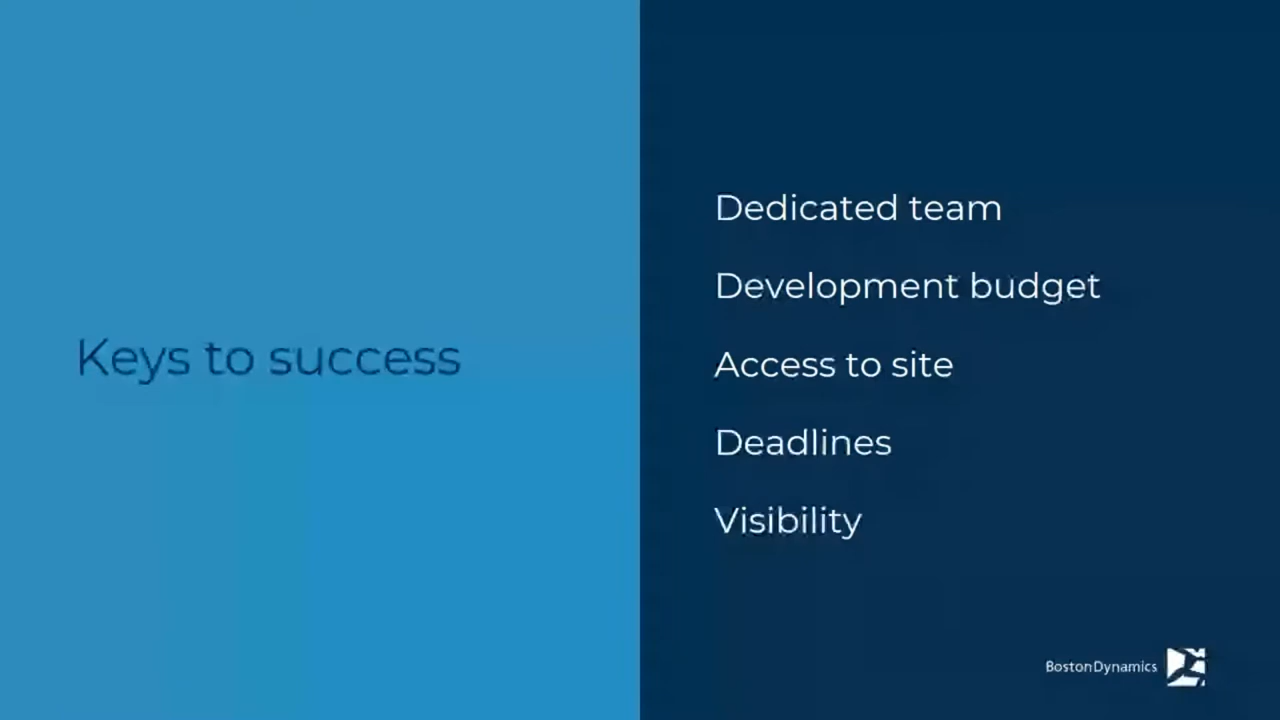 Keys to success
Dedicated team
Development budget
Access to site
Deadlines
Visibility
BostonDynamics